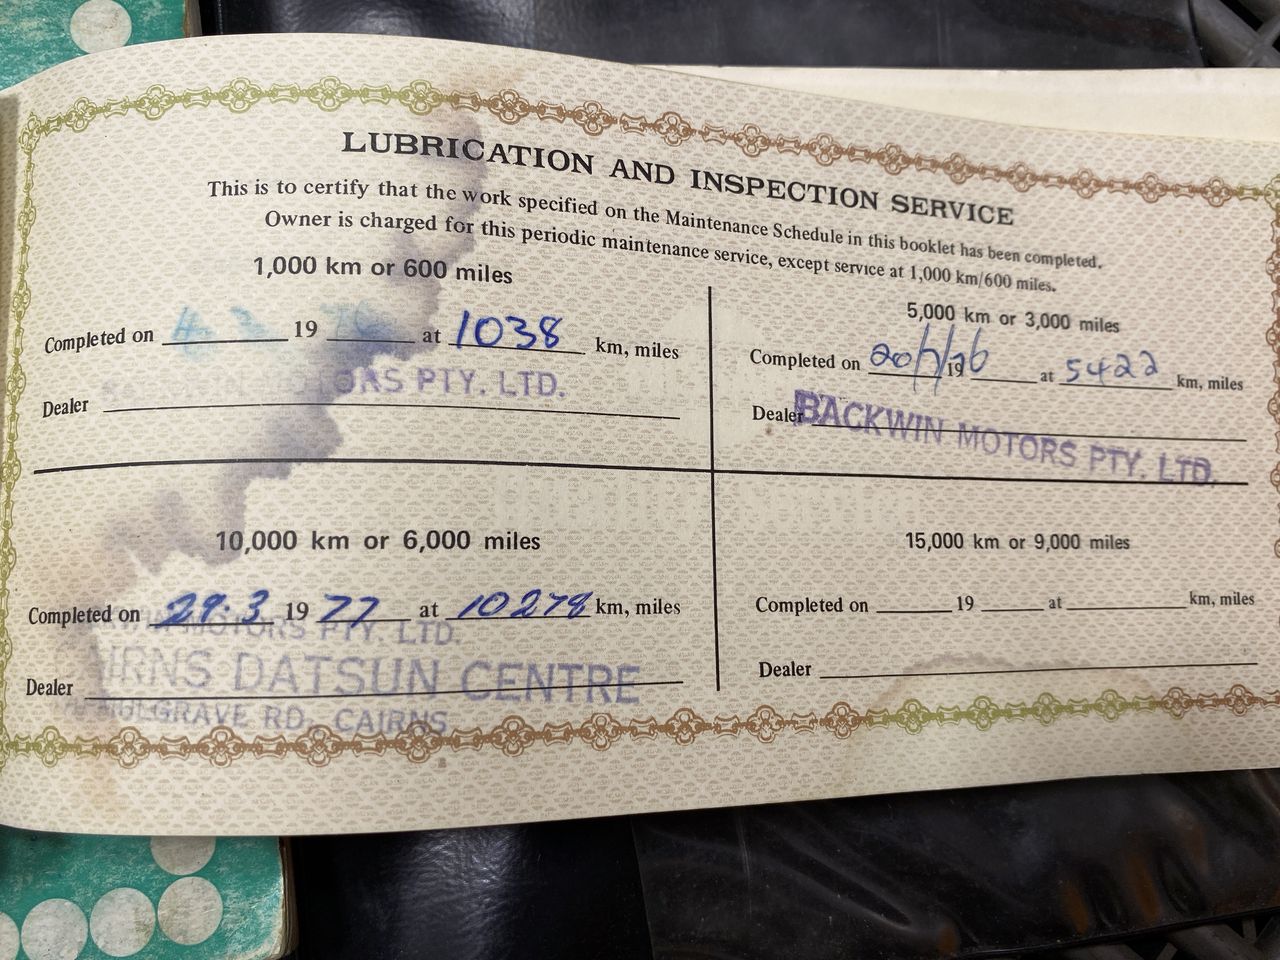 LUBRICATION AND INSPECTION SERVICE
This is to certify that the work specified on the Maintenance Schedule in this booklet has been completed.
Owner is charged for this periodic maintenance service, except service at 1,000 km/600 miles.
1,000 km or 600 miles
Completed on 19 76 at 1038 km, miles
Dealer
ORS PTY. LTD.
5,000 km or 3,000 miles
Completed on 20/7/ 19 76 at 5422 km, miles
Dealer
BACKWIN MOTORS PTY. LTD.
10,000 km or 6,000 miles
Completed on 29.3 19 77 at 10278 km, miles
MOTORS PTY. LTD.
Dealer
IRNS DATSUN CENTRE
MULGRAVE RD. CAIRNS
15,000 km or 9,000 miles
Completed on 19 at km, miles
Dealer